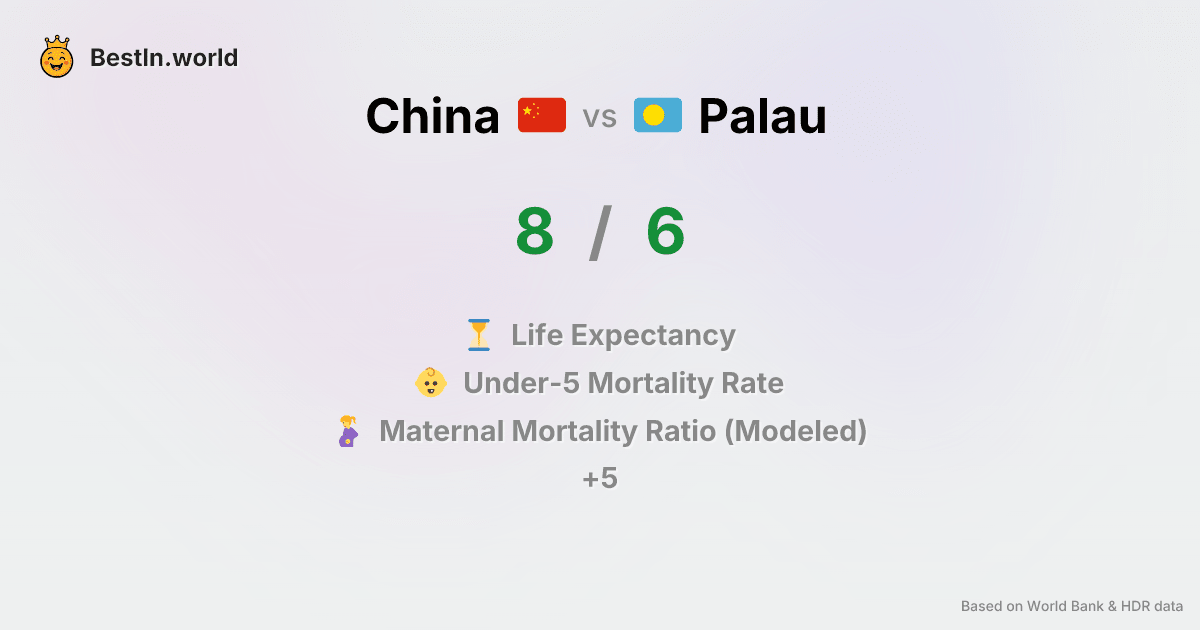 BestIn.world
China vs Palau
8 / 6
Life Expectancy
Under-5 Mortality Rate
Maternal Mortality Ratio (Modeled)
+5
Based on World Bank & HDR data